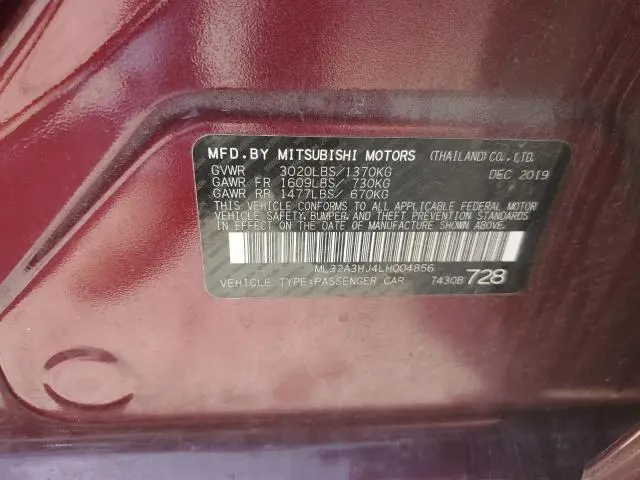 MFD.BY MITSUBISHI MOTORS (THAILAND) CO., LTD.
GVWR 3020LBS/1370KG DEC 2019
GAWR FR 1609LBS/ 730KG
GAWR RR 1477LBS/ 670KG
THIS VEHICLE CONFORMS TO ALL APPLICABLE FEDERAL MOTOR
VEHICLE SAFETY, BUMPER, AND THEFT PREVENTION STANDARDS
IN EFFECT ON THE DATE OF MANUFACTURE SHOWN ABOVE.
ML32A3HJ4LH004856
VEHICLE TYPE:PASSENGER CAR 7430B 728